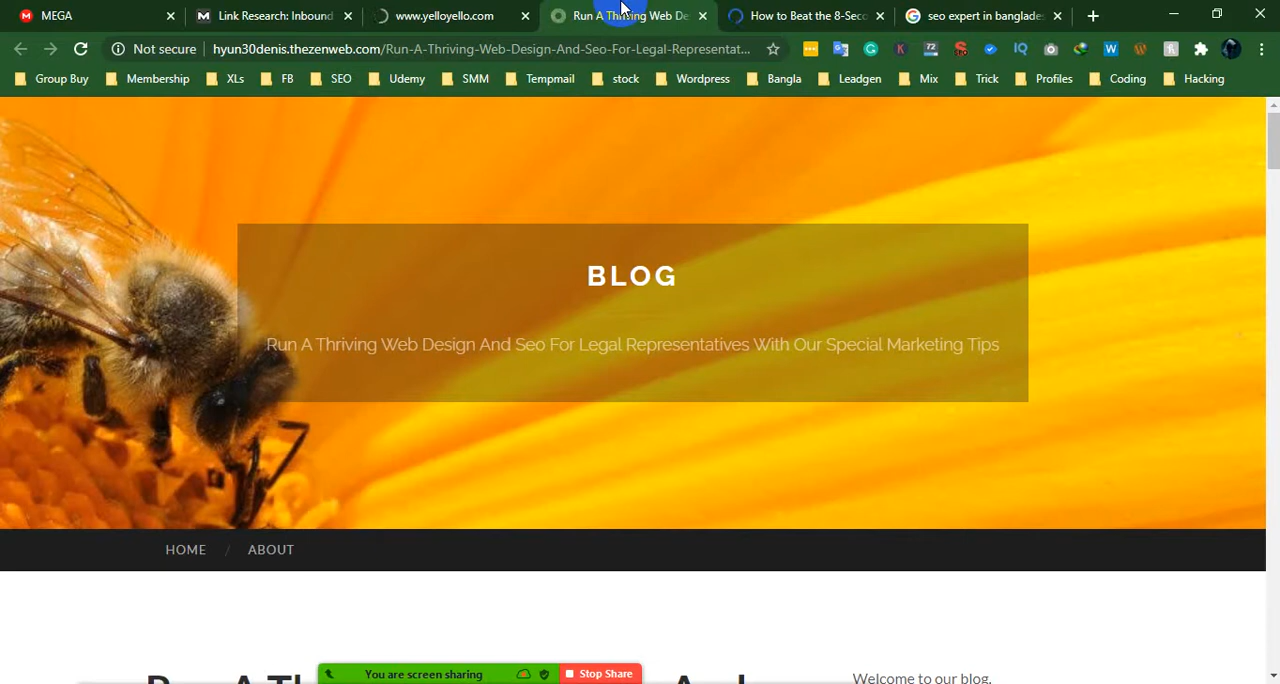 MEGA
Link Research: Inbound
www.yelloyello.com
Run A Thriving Web De
How to Beat the 8-Seco
seo expert in banglades
Not secure
hyun30denis.thezenweb.com/Run-A-Thriving-Web-Design-And-Seo-For-Legal-Representat...
Group Buy
Membership
XLs
FB
SEO
Udemy
SMM
Tempmail
stock
Wordpress
Bangla
Leadgen
Mix
Trick
Profiles
Coding
Hacking
BLOG
Run A Thriving Web Design And Seo For Legal Representatives With Our Special Marketing Tips
HOME / ABOUT
Welcome to our blog.
You are screen sharing
Stop Share